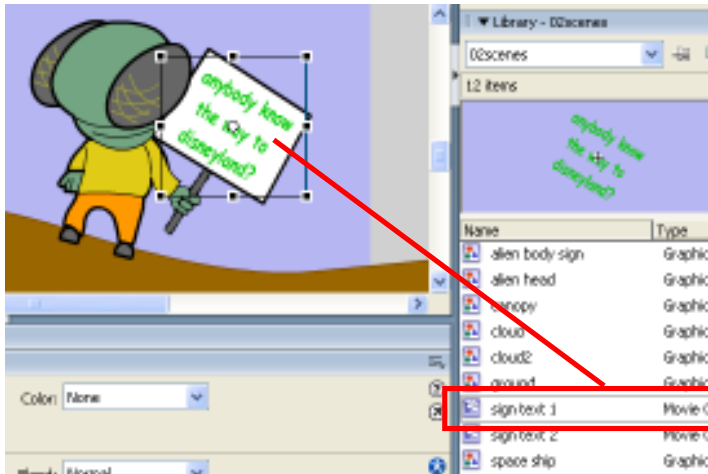 anybody know
the way to
disneyland?
Color: None
Normal
Library - 02scenes
02scenes
12 items
anybody know
the way to
disneyland?
Name Type
alien body sign Graphic
alien head Graphic
canopy Graphic
cloud Graphic
cloud2 Graphic
ground Graphic
sign text 1 Movie C
sign text 2 Movie C
space ship Graphic